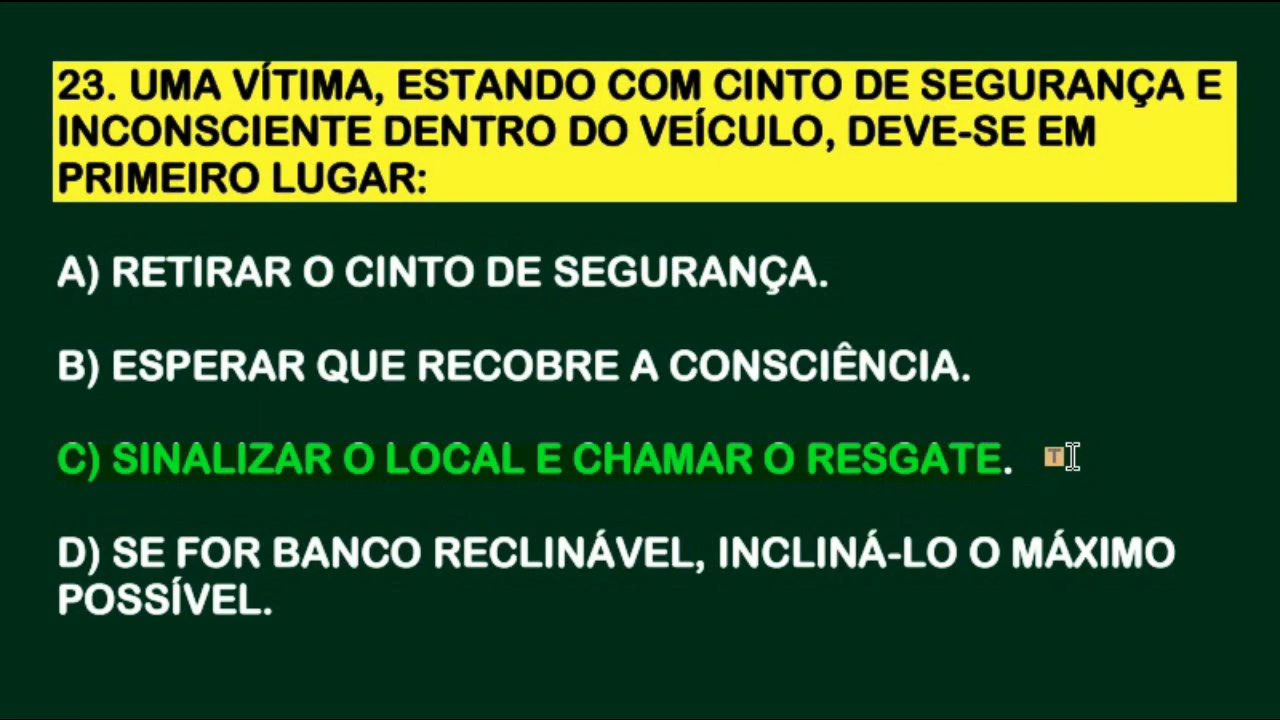 23. UMA VÍTIMA, ESTANDO COM CINTO DE SEGURANÇA E
INCONSCIENTE DENTRO DO VEÍCULO, DEVE-SE EM
PRIMEIRO LUGAR:
A) RETIRAR O CINTO DE SEGURANÇA.
B) ESPERAR QUE RECOBRE A CONSCIÊNCIA.
C) SINALIZAR O LOCAL E CHAMAR O RESGATE.
T
D) SE FOR BANCO RECLINÁVEL, INCLINÁ-LO O MÁXIMO
POSSÍVEL.